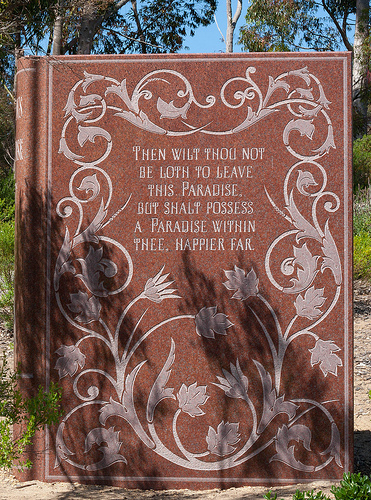 Then wilt thou not
be loth to leave
this Paradise,
but shalt possess
a Paradise within
thee, happier far.